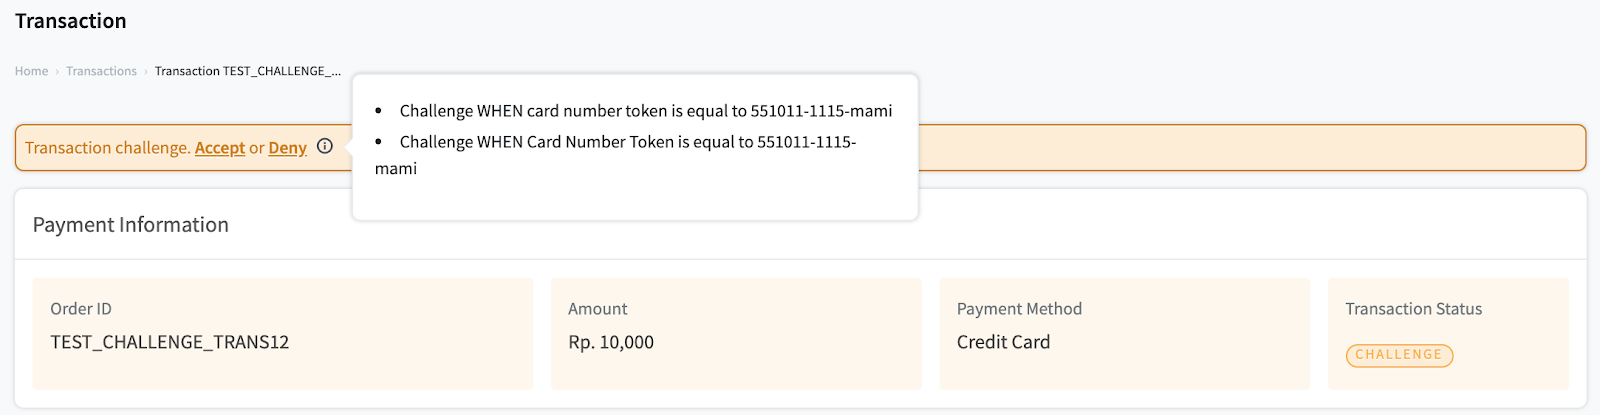 Transaction
Home › Transactions › Transaction TEST_CHALLENGE_...
• Challenge WHEN card number token is equal to 551011-1115-mami
• Challenge WHEN Card Number Token is equal to 551011-1115-
mami
Transaction challenge. Accept or Deny
Payment Information
Order ID
TEST_CHALLENGE_TRANS12
Amount
Rp. 10,000
Payment Method
Credit Card
Transaction Status
CHALLENGE